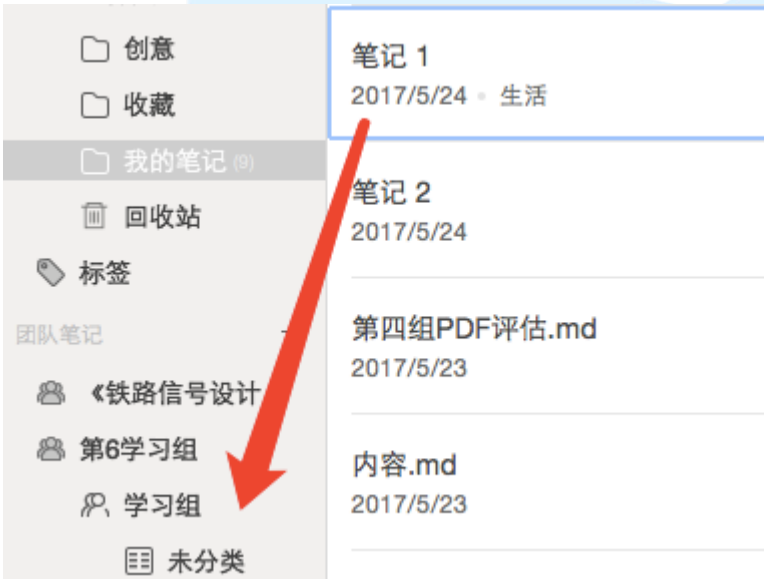 创意
收藏
我的笔记 (9)
回收站
标签
团队笔记
《铁路信号设计
第6学习组
学习组
未分类
笔记 1
2017/5/24 • 生活
笔记 2
2017/5/24
第四组PDF评估.md
2017/5/23
内容.md
2017/5/23